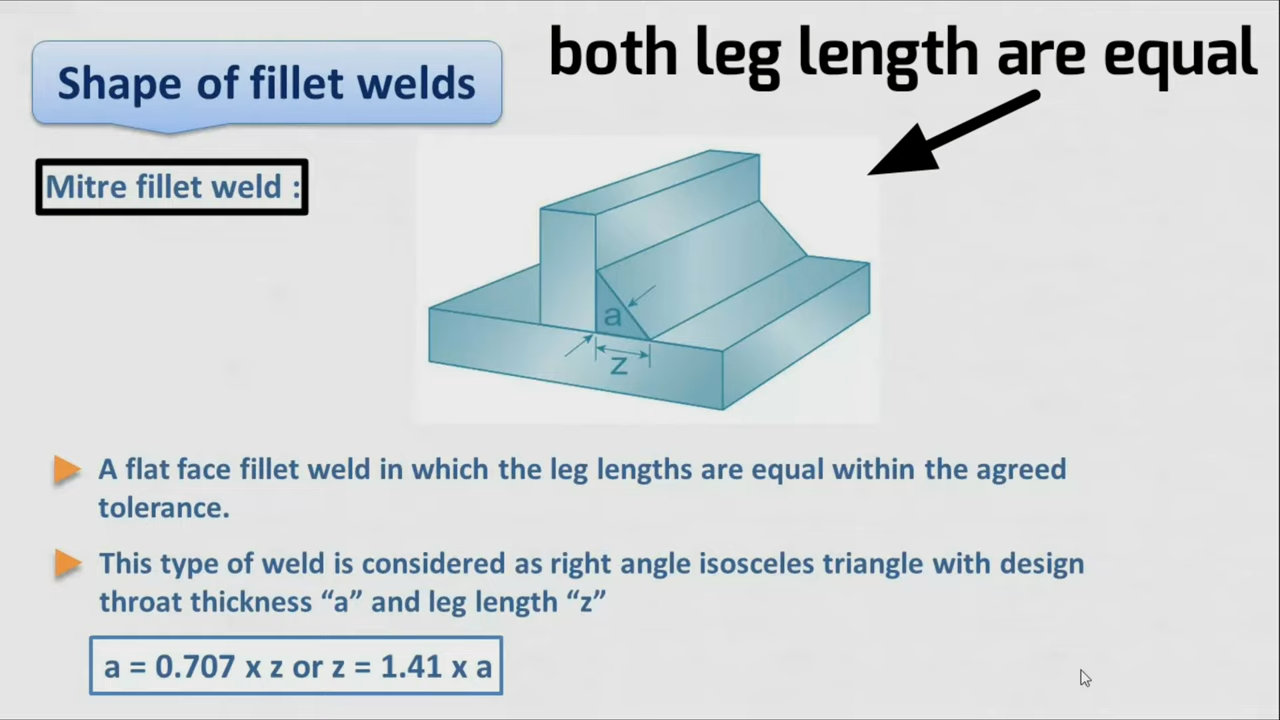 both leg length are equal
Shape of fillet welds
Mitre fillet weld :
a
z
A flat face fillet weld in which the leg lengths are equal within the agreed
tolerance.
This type of weld is considered as right angle isosceles triangle with design
throat thickness “a” and leg length “z”
a = 0.707 x z or z = 1.41 x a